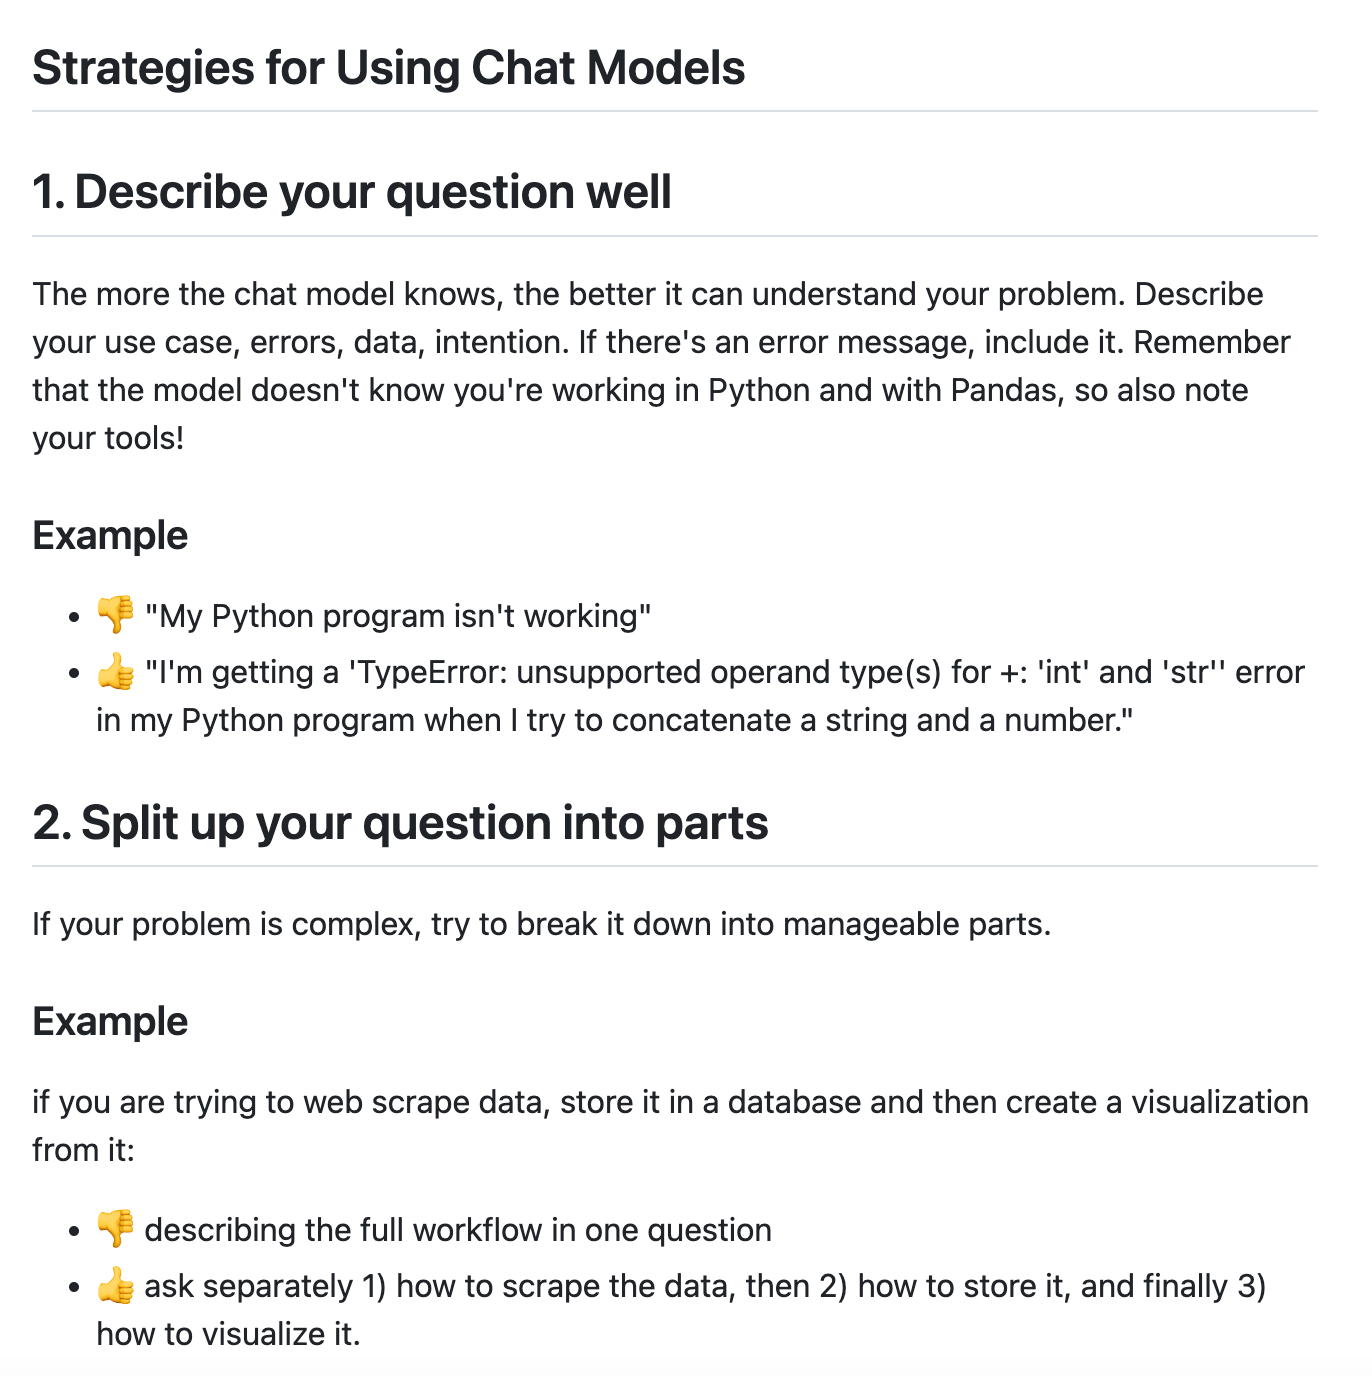 Strategies for Using Chat Models
1. Describe your question well
The more the chat model knows, the better it can understand your problem. Describe
your use case, errors, data, intention. If there's an error message, include it. Remember
that the model doesn't know you're working in Python and with Pandas, so also note
your tools!
Example
• 👎 "My Python program isn't working"
• 👍 "I'm getting a 'TypeError: unsupported operand type(s) for +: 'int' and 'str'' error
in my Python program when I try to concatenate a string and a number."
2. Split up your question into parts
If your problem is complex, try to break it down into manageable parts.
Example
if you are trying to web scrape data, store it in a database and then create a visualization
from it:
• 👎 describing the full workflow in one question
• 👍 ask separately 1) how to scrape the data, then 2) how to store it, and finally 3)
how to visualize it.